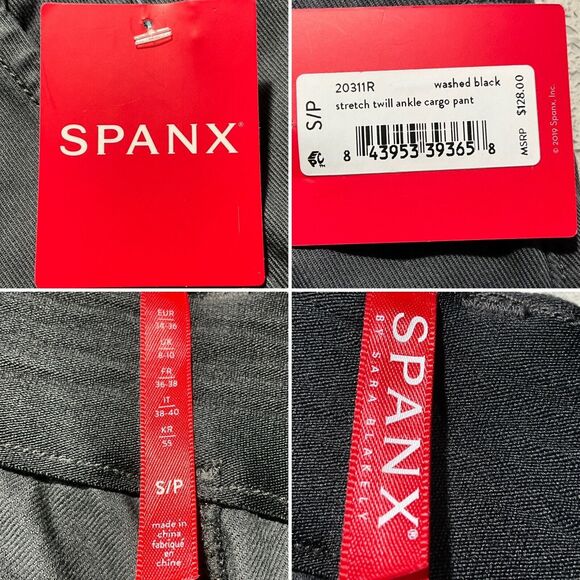 SPANX®
S/P
20311R washed black
stretch twill ankle cargo pant
8 43953 39365 8
MSRP $128.00
© 2019 Spanx, Inc.
EUR
34-36
UK
8-10
FR
36-38
IT
38-40
KR
55
S/P
made in
china
fabriqué
en
chine
SPANX®
BY SARA BLAKELY